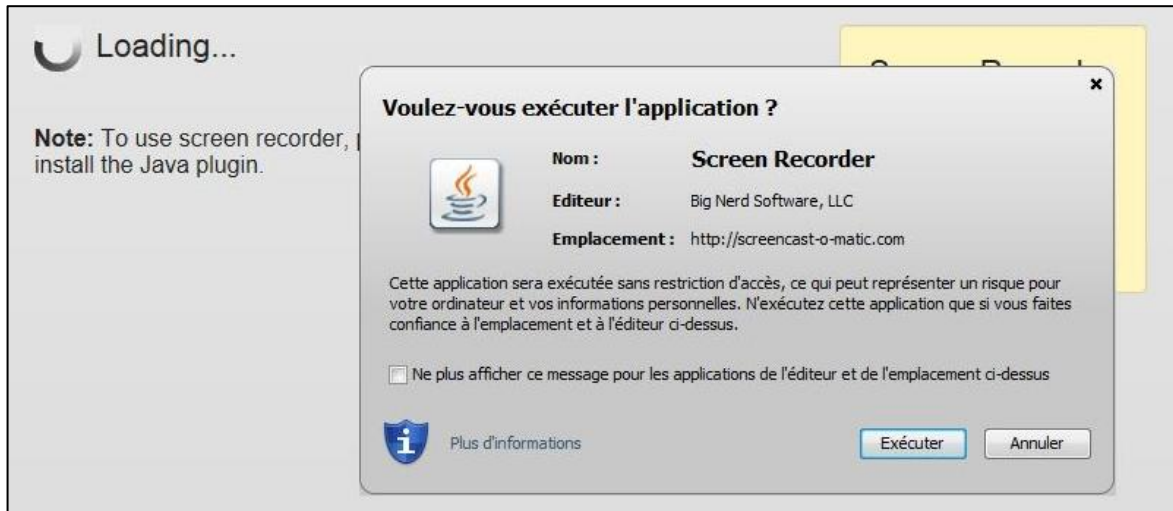 Loading...
Note: To use screen recorder,
install the Java plugin.
Voulez-vous exécuter l'application ?
Nom : Screen Recorder
Editeur : Big Nerd Software, LLC
Emplacement : http://screencast-o-matic.com
Cette application sera exécutée sans restriction d'accès, ce qui peut représenter un risque pour
votre ordinateur et vos informations personnelles. N'exécutez cette application que si vous faites
confiance à l'emplacement et à l'éditeur ci-dessus.
Ne plus afficher ce message pour les applications de l'éditeur et de l'emplacement ci-dessus
Plus d'informations
Exécuter
Annuler